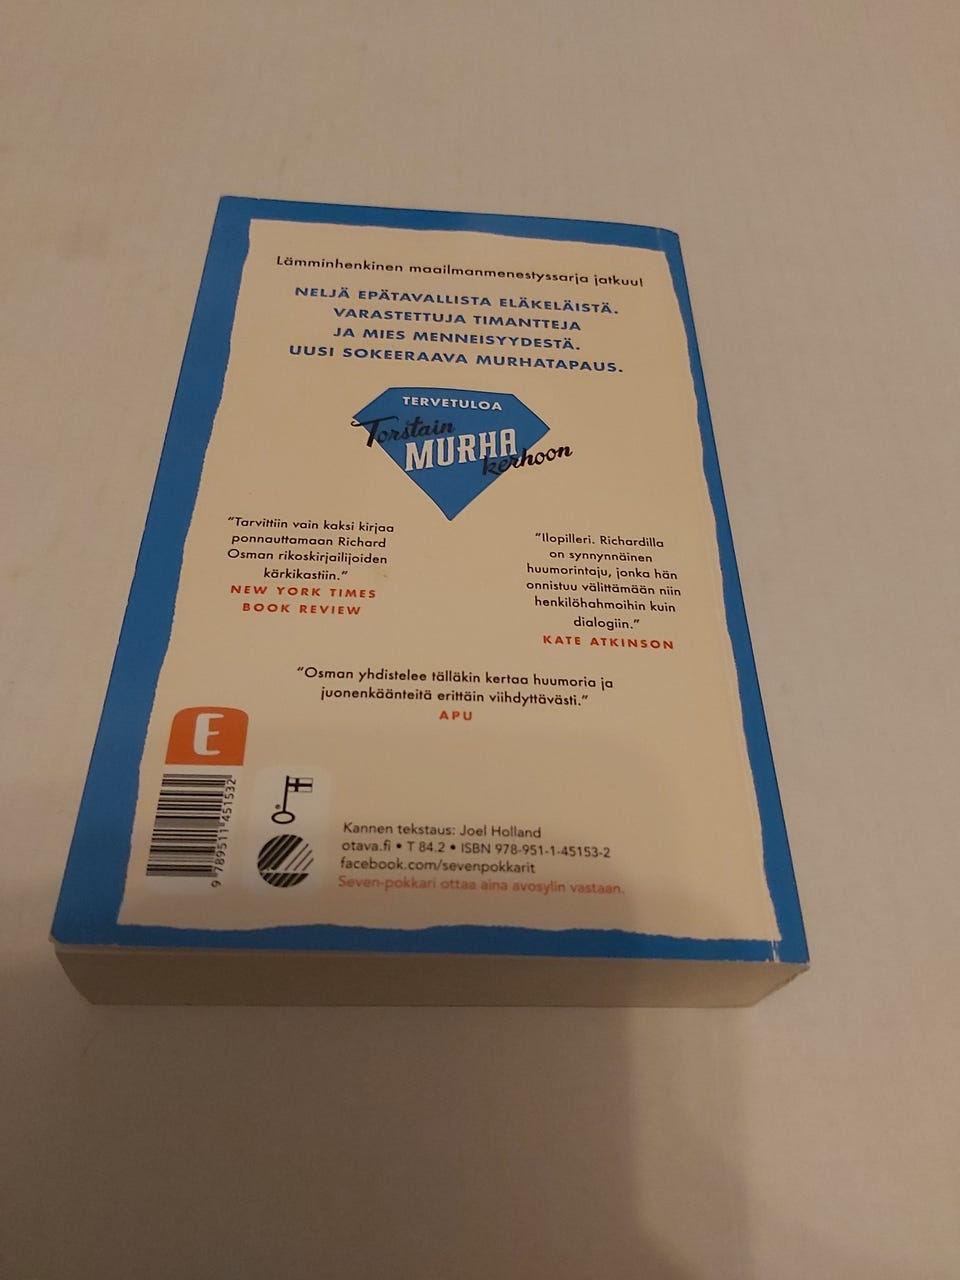 Lämminhenkinen maailmanmenestyssarja jatkuu!
NELJÄ EPÄTAVALLISTA ELÄKELÄISTÄ.
VARASTETTUJA TIMANTTEJA
JA MIES MENNEISYYDESTÄ.
UUSI SOKEERAAVA MURHATAPAUS.
TERVETULOA
Torstain
MURHA
kerhoon
"Tarvittiin vain kaksi kirjaa
ponnauttamaan Richard
Osman rikoskirjailijoiden
kärkikastiin."
NEW YORK TIMES
BOOK REVIEW
"Ilopilleri. Richardilla
on synnynnäinen
huumorintaju, jonka hän
onnistuu välittämään niin
henkilöhahmoihin kuin
dialogiin."
KATE ATKINSON
"Osman yhdistelee tälläkin kertaa huumoria ja
juonenkäänteitä erittäin viihdyttävästi."
APU
E
9 789511 451532
Kannen tekstaus: Joel Holland
otava.fi • T 84.2 • ISBN 978-951-1-45153-2
facebook.com/sevenpokkarit
Seven-pokkari ottaa aina avosylin vastaan.